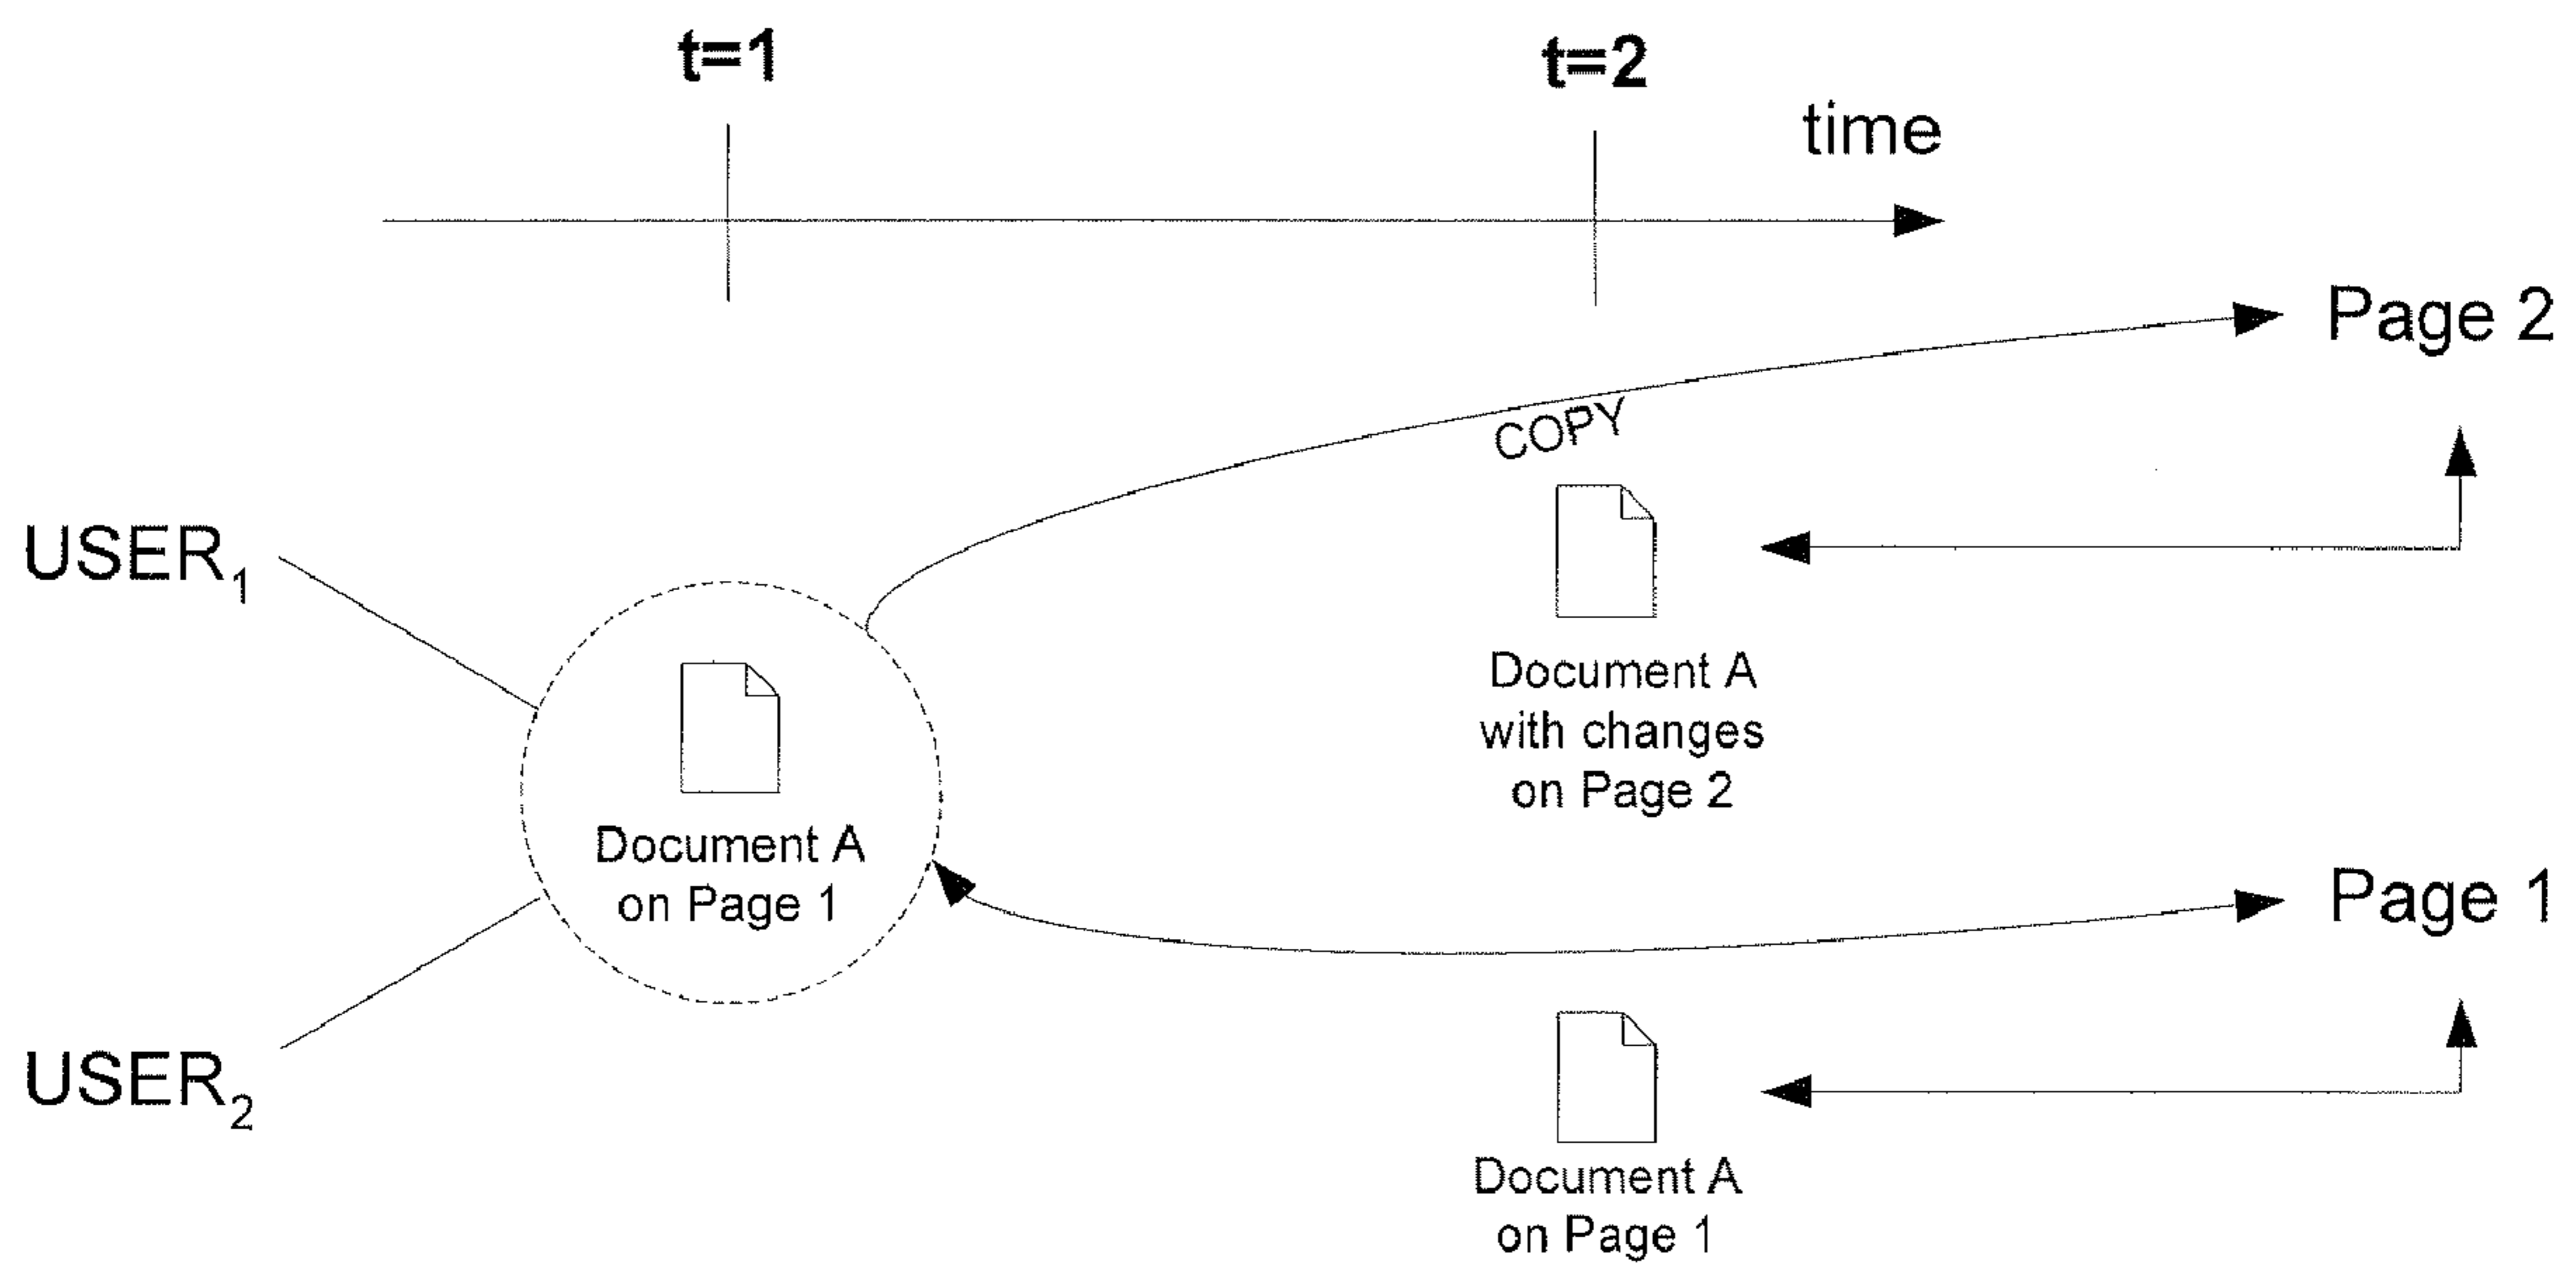 t=1
t=2
time
Page 2
COPY
USER1
Document A
with changes
on Page 2
Document A
on Page 1
Page 1
USER2
Document A
on Page 1